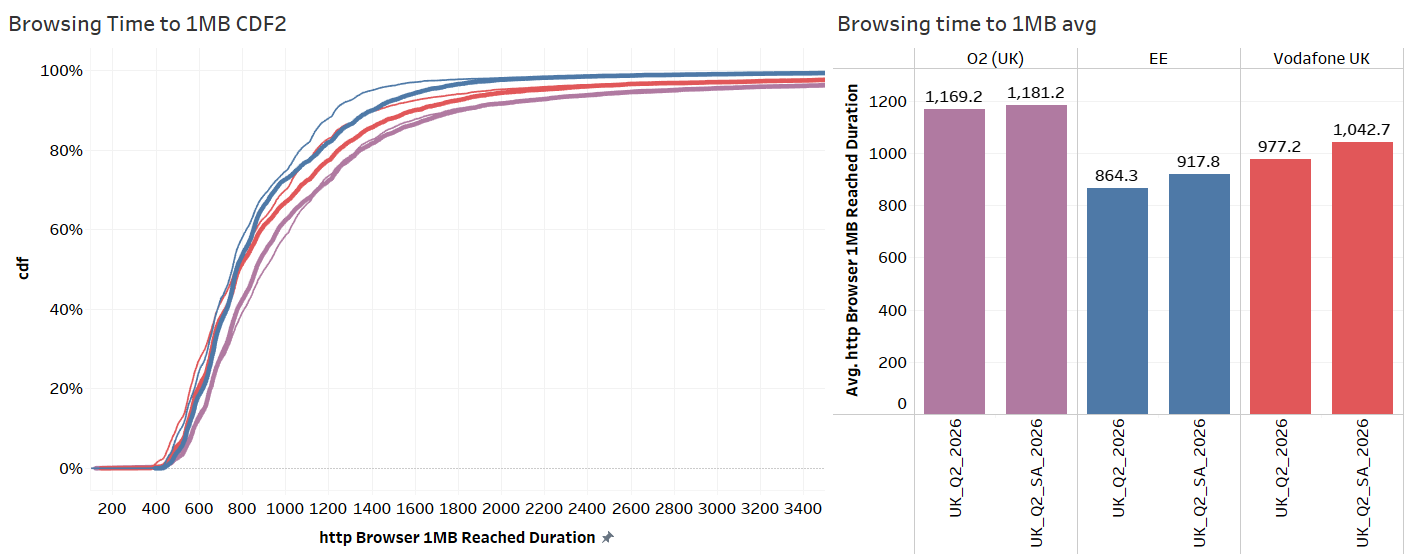 Browsing Time to 1MB CDF2
100%
80%
60%
40%
20%
0%
cdf
200 400 600 800 1000 1200 1400 1600 1800 2000 2200 2400 2600 2800 3000 3200 3400
http Browser 1MB Reached Duration
Browsing time to 1MB avg
O2 (UK) EE Vodafone UK
Avg. http Browser 1MB Reached Duration
1200
1000
800
600
400
200
0
1,169.2 1,181.2 864.3 917.8 977.2 1,042.7
UK_Q2_2026
UK_Q2_SA_2026
UK_Q2_2026
UK_Q2_SA_2026
UK_Q2_2026
UK_Q2_SA_2026